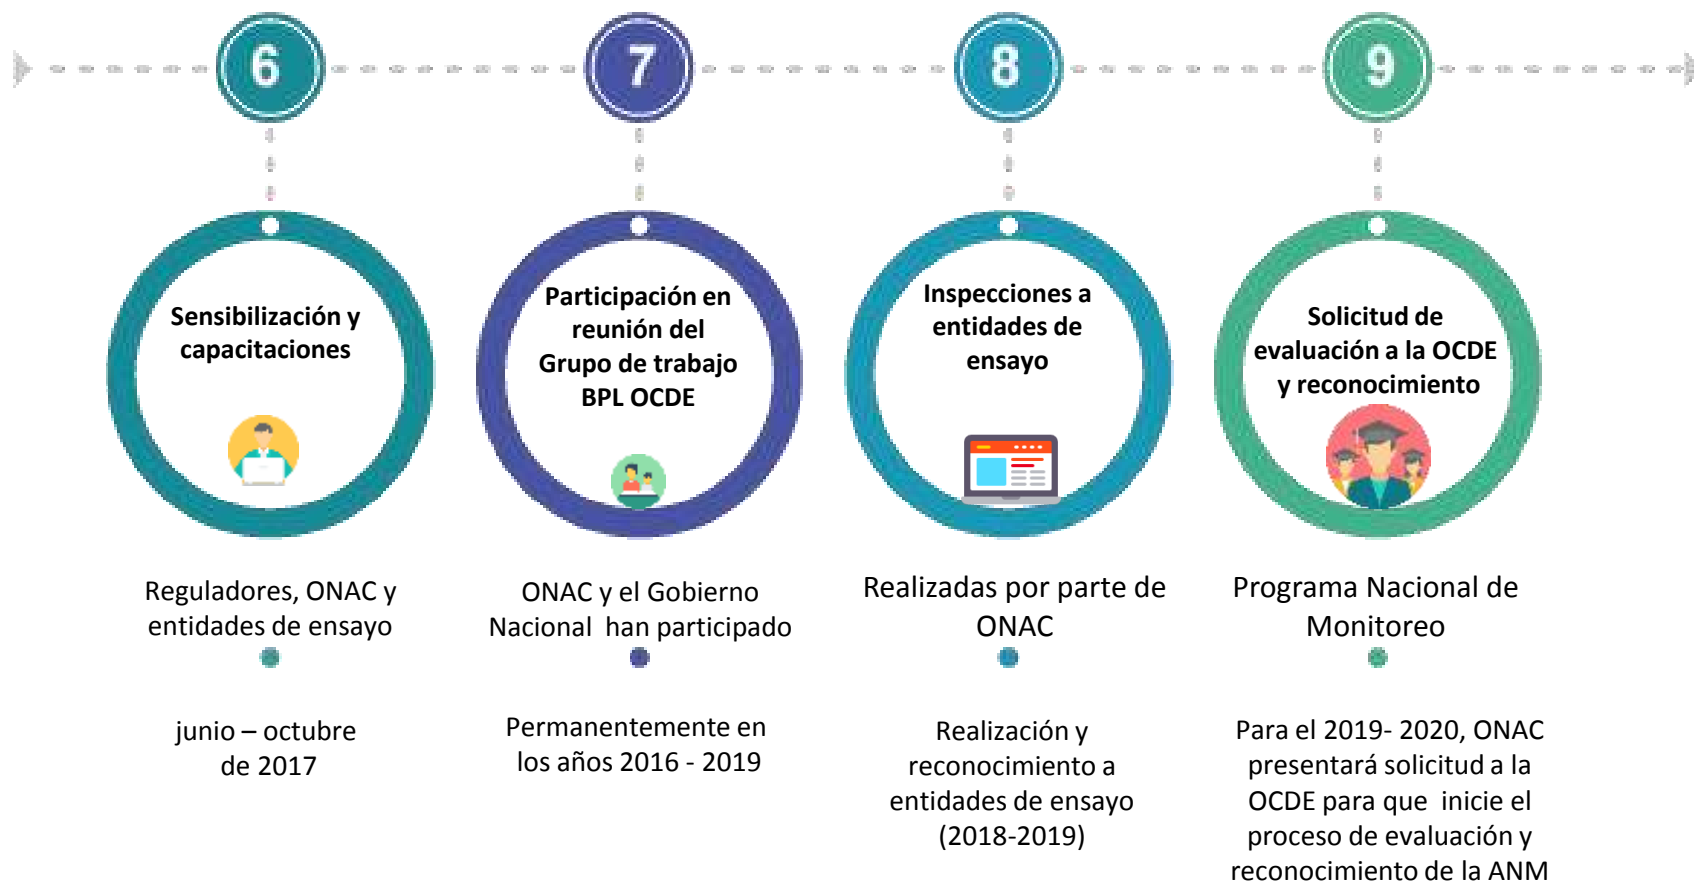 6
7
8
9
Sensibilización y
capacitaciones
Participación en
reunión del
Grupo de trabajo
BPL OCDE
Inspecciones a
entidades de
ensayo
Solicitud de
evaluación a la OCDE
y reconocimiento
Reguladores, ONAC y
entidades de ensayo
ONAC y el Gobierno
Nacional han participado
Realizadas por parte de
ONAC
Programa Nacional de
Monitoreo
junio – octubre
de 2017
Permanentemente en
los años 2016 - 2019
Realización y
reconocimiento a
entidades de ensayo
(2018-2019)
Para el 2019- 2020, ONAC
presentará solicitud a la
OCDE para que inicie el
proceso de evaluación y
reconocimiento de la ANM